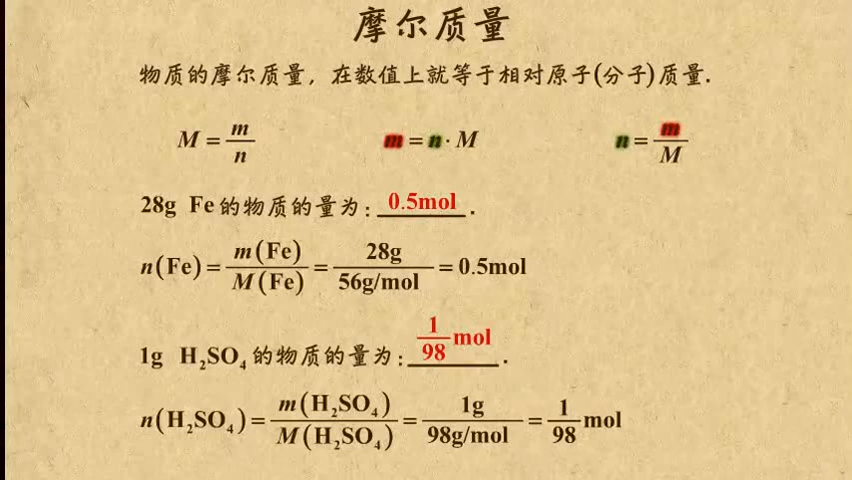 摩尔质量
物质的摩尔质量，在数值上就等于相对原子(分子)质量.
M = m/n m = n · M n = m/M
28g Fe的物质的量为：0.5mol.
n(Fe) = m(Fe)/M(Fe) = 28g/56g/mol = 0.5mol
1g H₂SO₄的物质的量为：1/98 mol.
n(H₂SO₄) = m(H₂SO₄)/M(H₂SO₄) = 1g/98g/mol = 1/98 mol